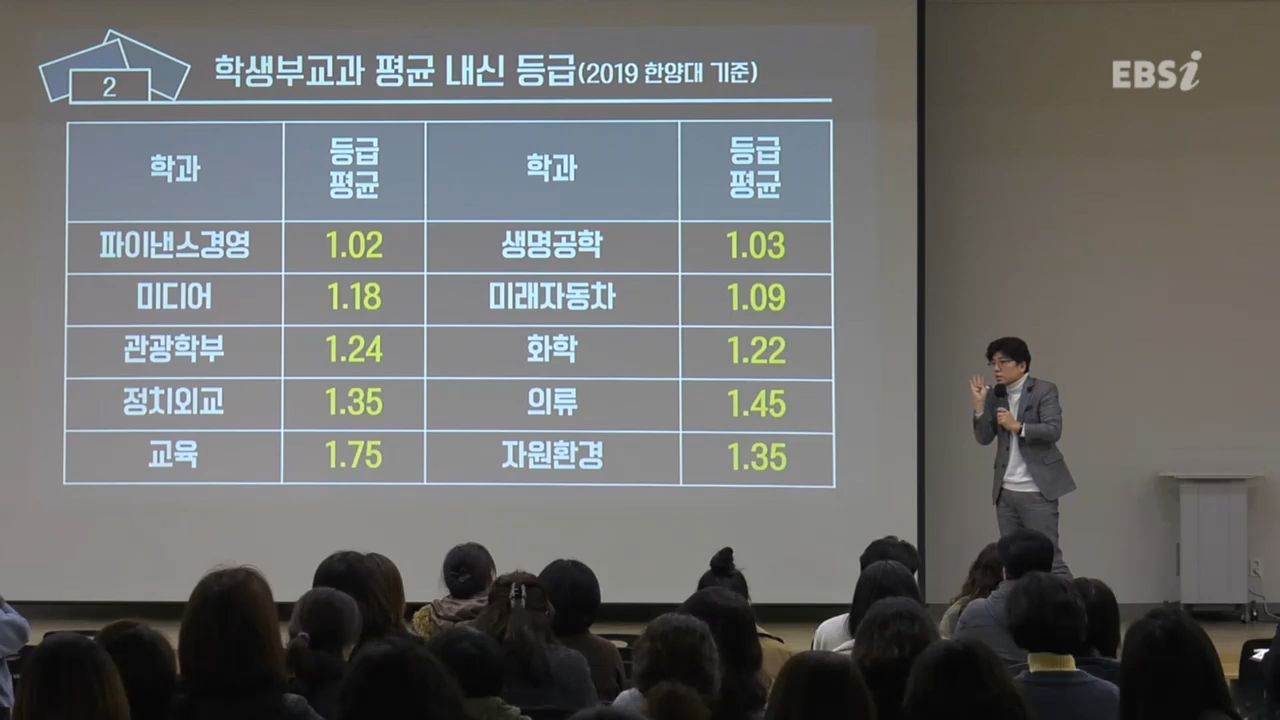 2
학생부교과 평균 내신 등급(2019 한양대 기준)
EBSi
학과 등급 평균 학과 등급 평균
파이낸스경영 1.02 생명공학 1.03
미디어 1.18 미래자동차 1.09
관광학부 1.24 화학 1.22
정치외교 1.35 의류 1.45
교육 1.75 자원환경 1.35